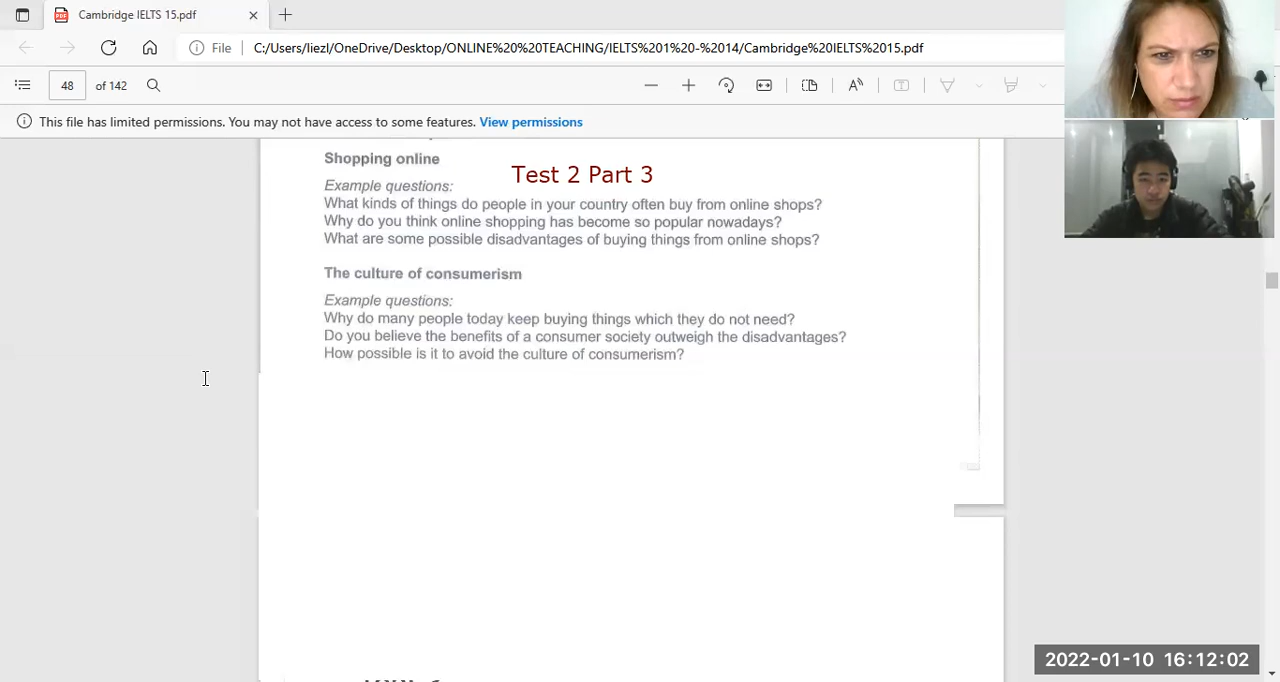 Cambridge IELTS 15.pdf
File C:/Users/liezl/OneDrive/Desktop/ONLINE%20%20TEACHING/IELTS%201%20-%2014/Cambridge%20IELTS%2015.pdf
48 of 142
This file has limited permissions. You may not have access to some features. View permissions
Shopping online
Test 2 Part 3
Example questions:
What kinds of things do people in your country often buy from online shops?
Why do you think online shopping has become so popular nowadays?
What are some possible disadvantages of buying things from online shops?
The culture of consumerism
Example questions:
Why do many people today keep buying things which they do not need?
Do you believe the benefits of a consumer society outweigh the disadvantages?
How possible is it to avoid the culture of consumerism?
2022-01-10 16:12:02